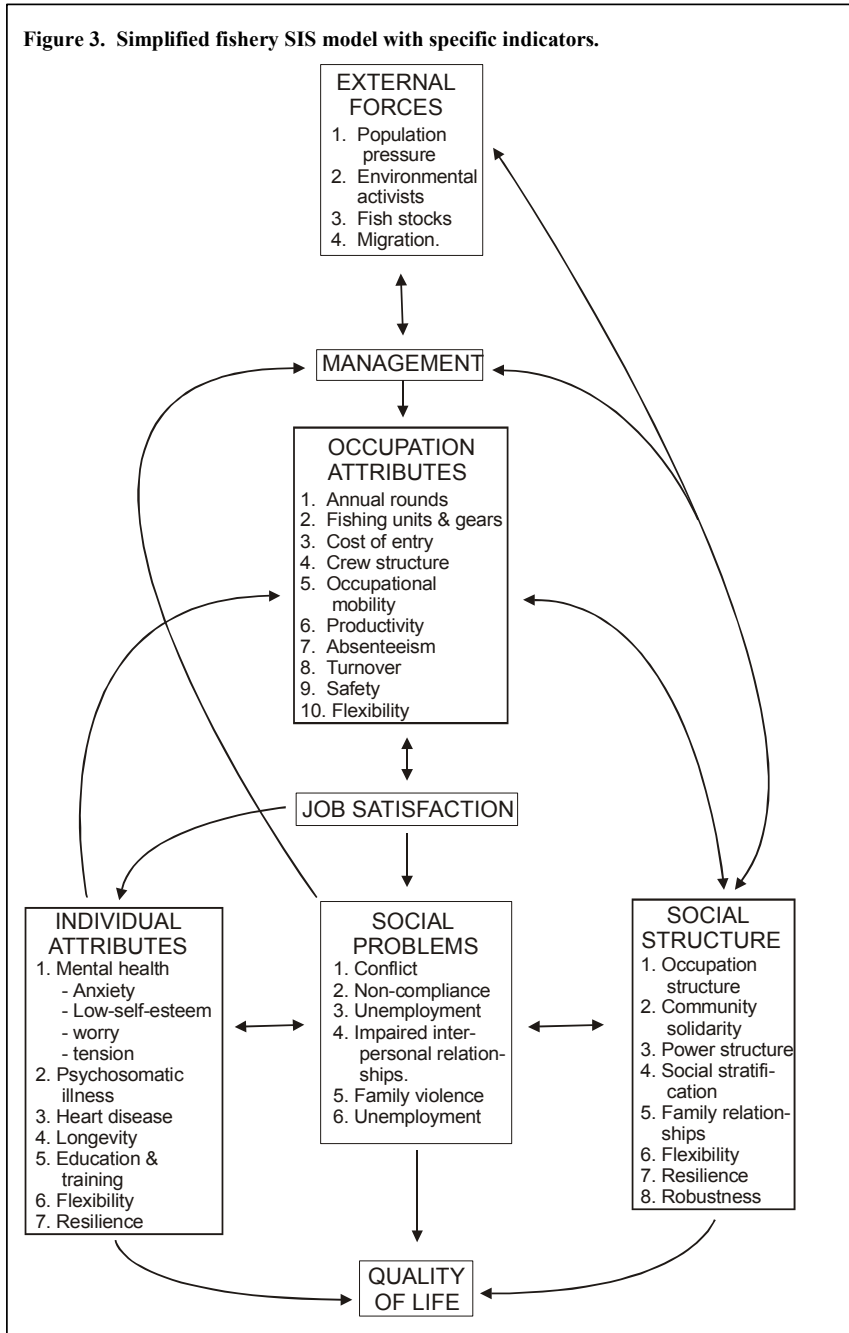 Figure 3. Simplified fishery SIS model with specific indicators.
EXTERNAL
FORCES
1. Population
pressure
2. Environmental
activists
3. Fish stocks
4. Migration.
MANAGEMENT
OCCUPATION
ATTRIBUTES
1. Annual rounds
2. Fishing units & gears
3. Cost of entry
4. Crew structure
5. Occupational
mobility
6. Productivity
7. Absenteeism
8. Turnover
9. Safety
10. Flexibility
JOB SATISFACTION
INDIVIDUAL
ATTRIBUTES
1. Mental health
- Anxiety
- Low-self-esteem
- worry
- tension
2. Psychosomatic
illness
3. Heart disease
4. Longevity
5. Education &
training
6. Flexibility
7. Resilience
SOCIAL
PROBLEMS
1. Conflict
2. Non-compliance
3. Unemployment
4. Impaired inter-
personal relation-
ships.
5. Family violence
6. Unemployment
SOCIAL
STRUCTURE
1. Occupation
structure
2. Community
solidarity
3. Power structure
4. Social stratifi-
cation
5. Family relation-
ships
6. Flexibility
7. Resilience
8. Robustness
QUALITY
OF LIFE